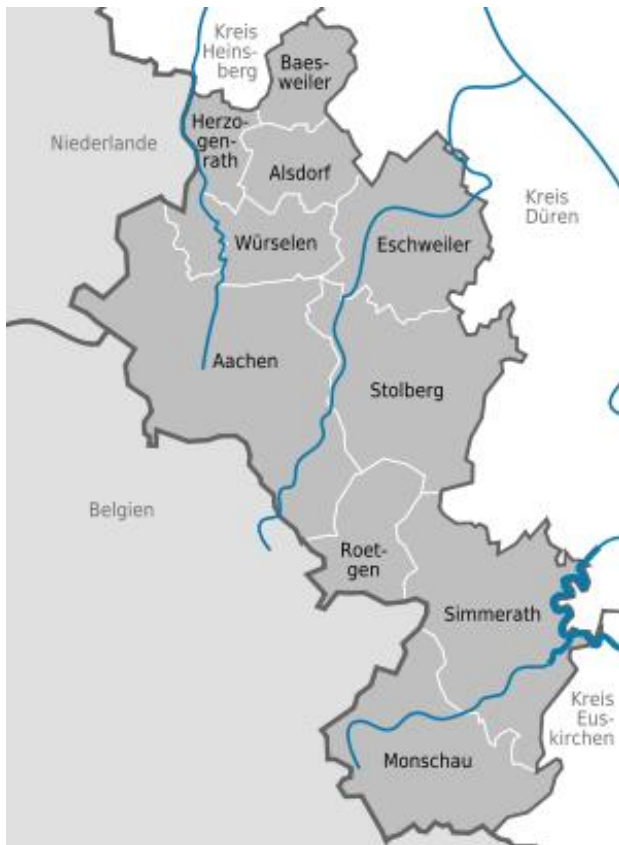 Kreis
Heins-
berg
Baes-
weiler
Niederlande
Herzo-
gen-
rath
Alsdorf
Kreis
Düren
Würselen
Eschweiler
Aachen
Stolberg
Belgien
Roet-
gen
Simmerath
Kreis
Eus-
kirchen
Monschau